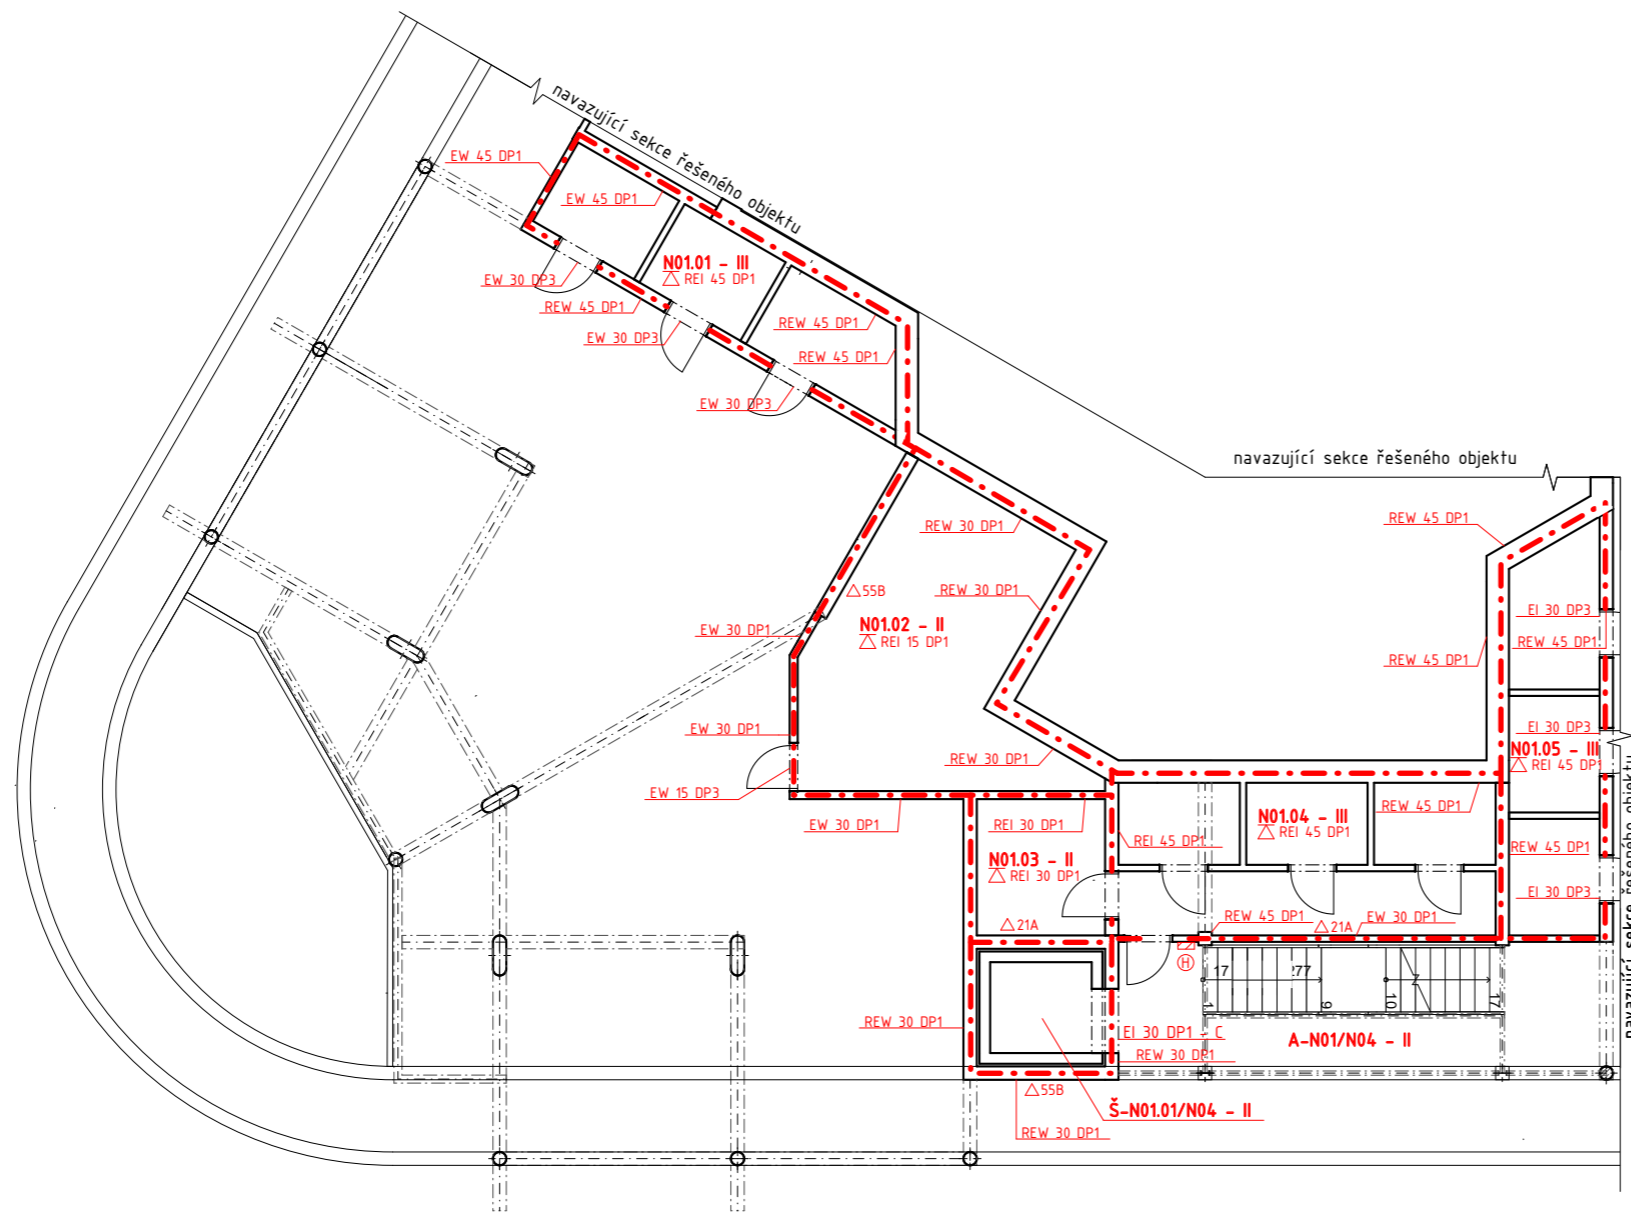 navazující sekce řešeného objektu
EW 45 DP1
EW 45 DP1
N01.01 - III
REI 45 DP1
EW 30 DP3
REW 45 DP1
EW 30 DP3
REW 45 DP1
REW 45 DP1
EW 30 DP3
navazující sekce řešeného objektu
REW 45 DP1
REW 30 DP1
55B
REW 30 DP1
N01.02 - II
REI 15 DP1
EW 30 DP1
EI 30 DP3
REW 45 DP1
REW 45 DP1
EW 30 DP1
REW 30 DP1
EI 30 DP3
N01.05 - III
REI 45 DP1
navazující sekce řešeného objektu
EW 15 DP3
EW 30 DP1
REI 30 DP1
REI 45 DP1
N01.04 - III
REI 45 DP1
REW 45 DP1
REW 45 DP1
N01.03 - II
REI 30 DP1
EI 30 DP3
21A
REW 45 DP1
21A
EW 30 DP1
H
17
277
1
9
10
17
REW 30 DP1
EI 30 DP1 - C
REW 30 DP1
A-N01/N04 - II
55B
Š-N01.01/N04 - II
REW 30 DP1